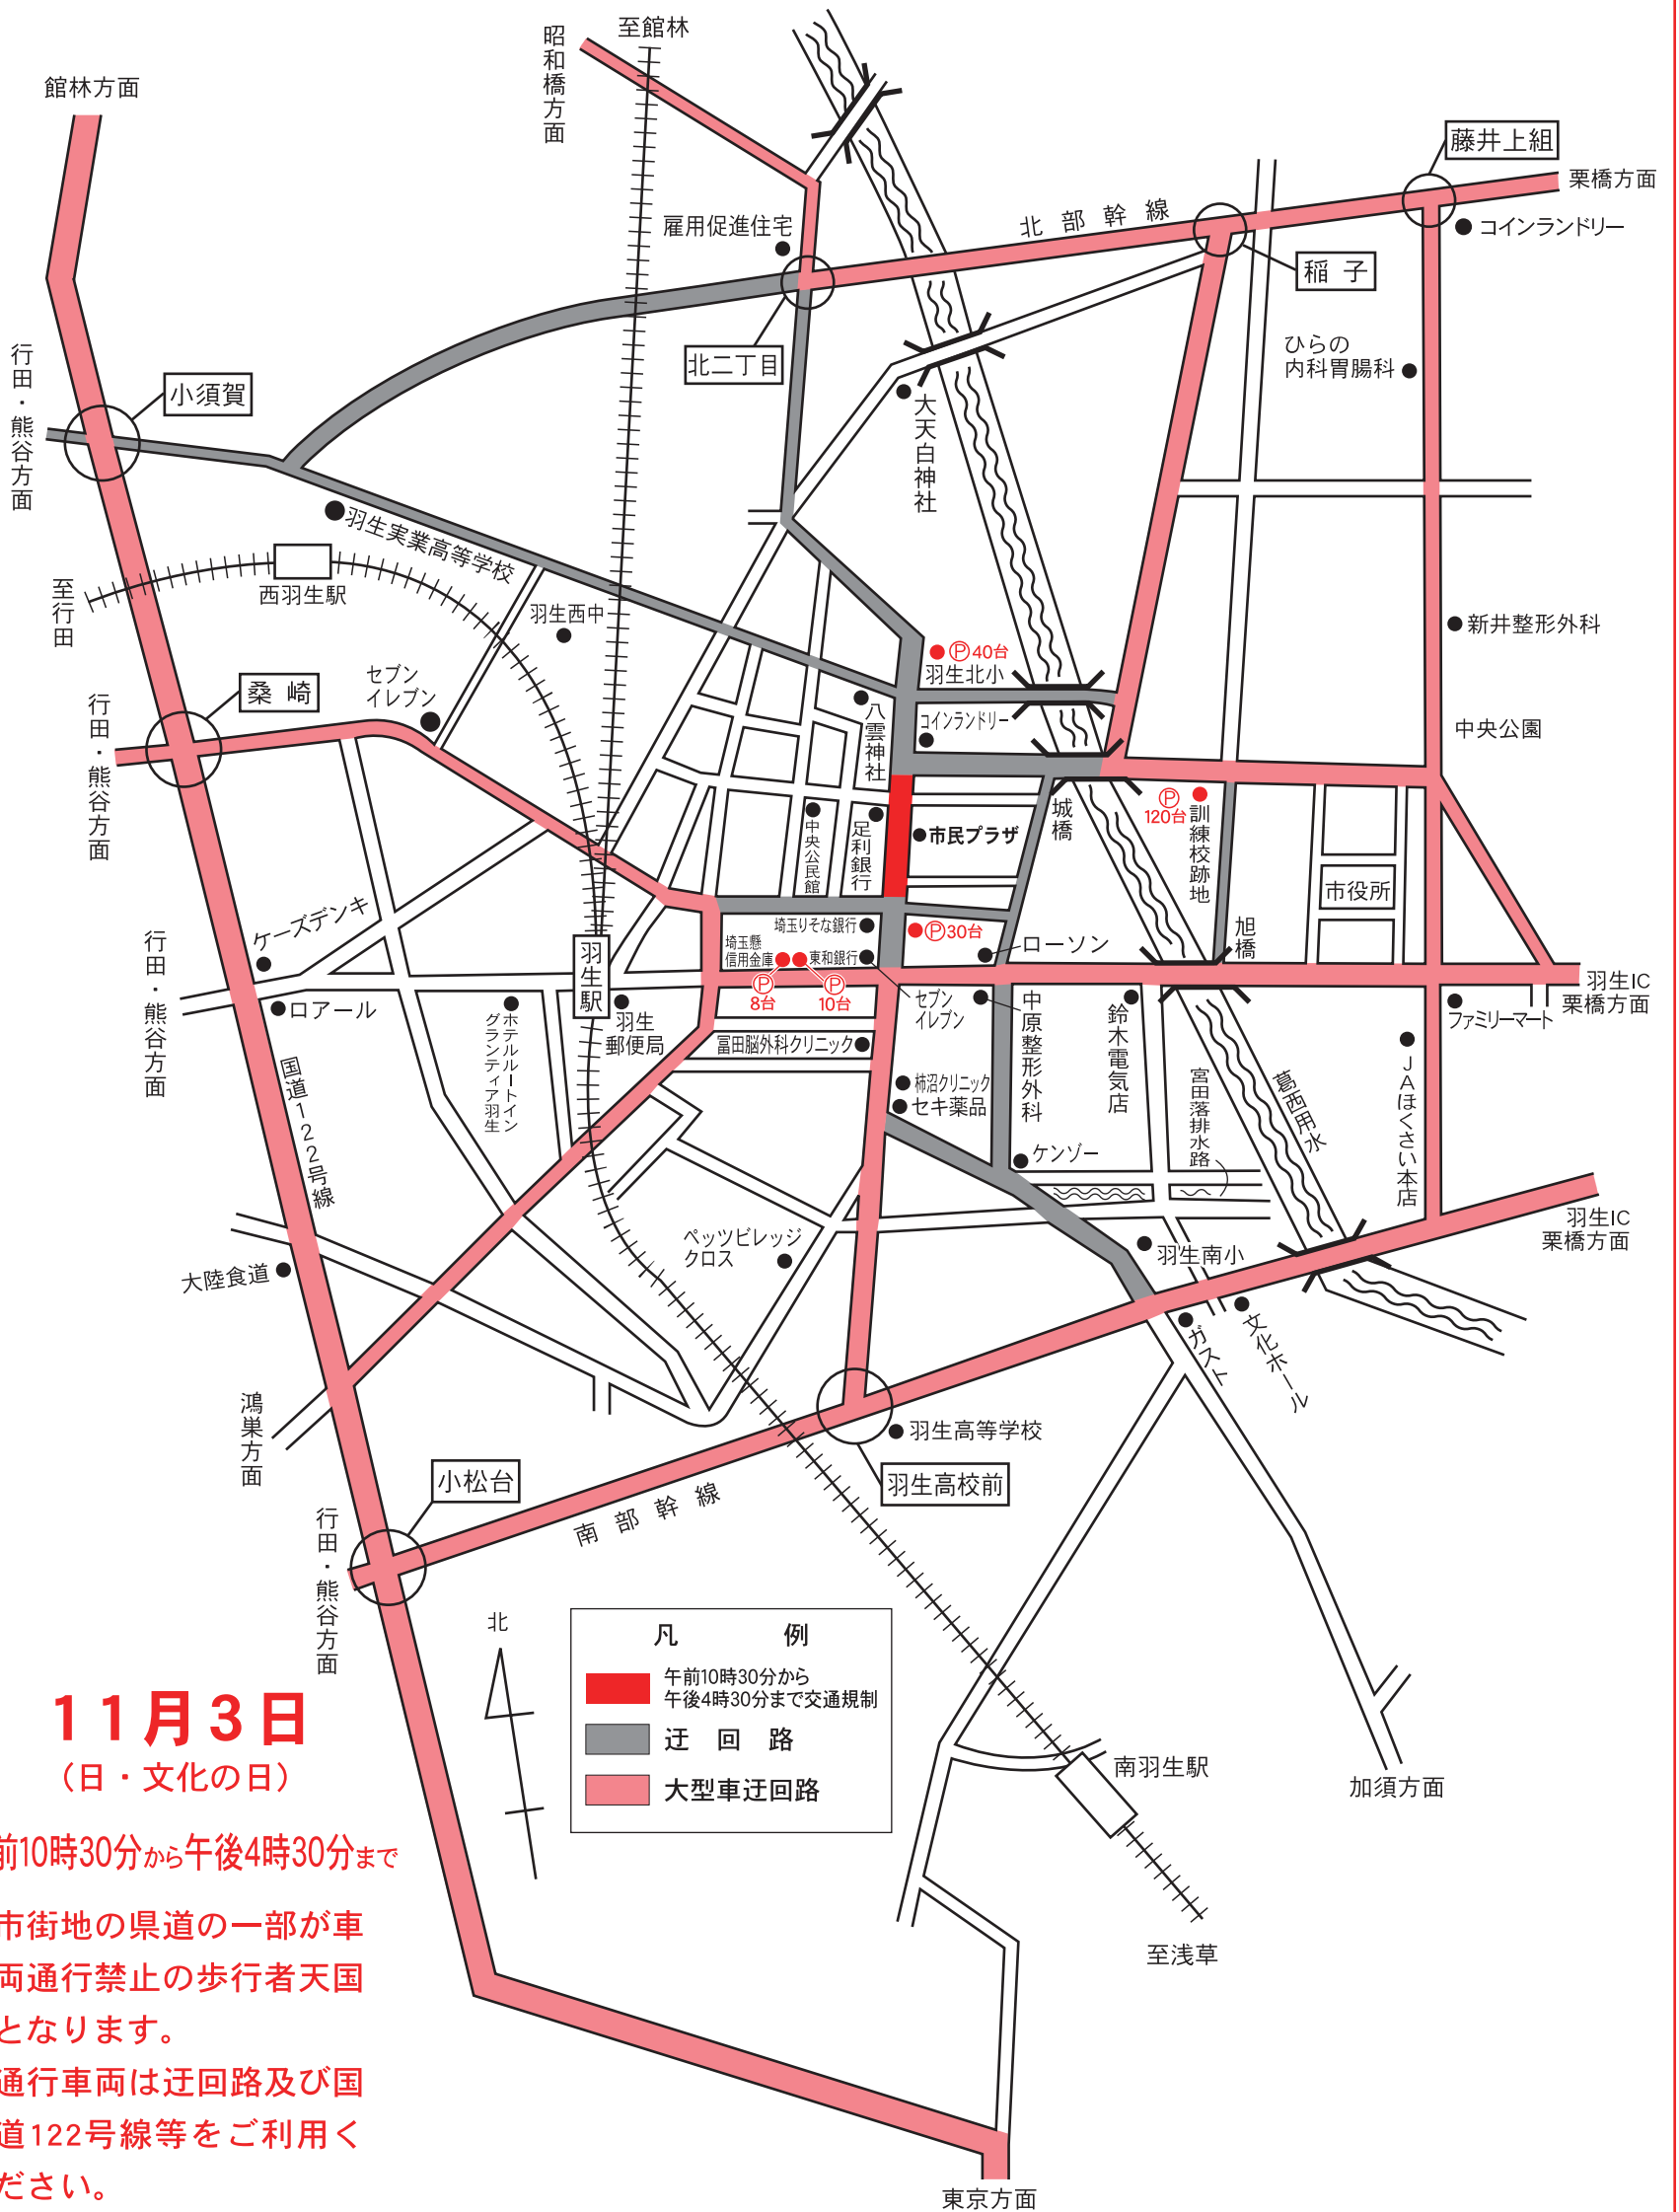 至館林
昭和橋方面
館林方面
藤井上組
栗橋方面
コインランドリー
北部幹線
雇用促進住宅
稲子
ひらの
内科胃腸科
行田・熊谷方面
小須賀
北二丁目
大天白神社
羽生実業高等学校
西羽生駅
至行田
羽生西中
新井整形外科
Ⓟ40台
羽生北小
セブン
イレブン
桑崎
行田・熊谷方面
八雲神社
コインランドリー
中央公園
城橋
Ⓟ
120台
訓練校跡地
中央公民館
足利銀行
市民プラザ
市役所
ケーズデンキ
埼玉りそな銀行
Ⓟ30台
ローソン
旭橋
行田・熊谷方面
羽生駅
埼玉懸
信用金庫
東和銀行
Ⓟ
8台
Ⓟ
10台
羽生IC
栗橋方面
ロアール
ホテルルートイン
グランティア羽生
羽生
郵便局
冨田脳外科クリニック
セブン
イレブン
中原整形外科
鈴木電気店
ファミリーマート
国道122号線
柿沼クリニック
セキ薬品
宮田落排水路
葛西用水
JAほくさい本店
ケンゾー
羽生IC
栗橋方面
ペッツビレッジ
クロス
羽生南小
大陸食道
ガスト
文化ホール
鴻巣方面
羽生高等学校
小松台
羽生高校前
南部幹線
行田・熊谷方面
北
凡例
午前10時30分から
午後4時30分まで交通規制
迂回路
大型車迂回路
南羽生駅
加須方面
至浅草
東京方面
11月3日
(日・文化の日)
前10時30分から午後4時30分まで
市街地の県道の一部が車
両通行禁止の歩行者天国
となります。
通行車両は迂回路及び国
道122号線等をご利用く
ださい。